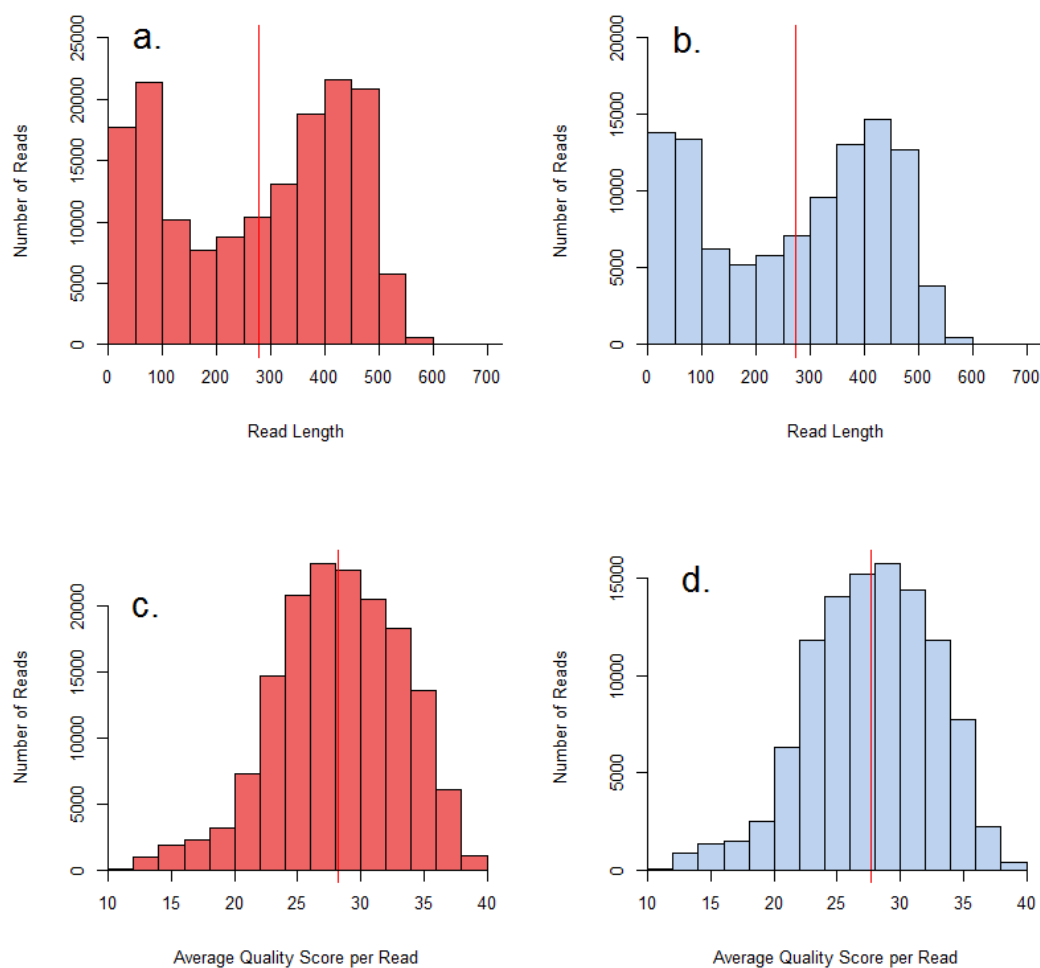 a.
Number of Reads
0 5000 10000 15000 20000 25000
0 100 200 300 400 500 600 700
Read Length
b.
Number of Reads
0 5000 10000 15000 20000
0 100 200 300 400 500 600 700
Read Length
c.
Number of Reads
0 5000 10000 15000 20000
10 15 20 25 30 35 40
Average Quality Score per Read
d.
Number of Reads
0 5000 10000 15000
10 15 20 25 30 35 40
Average Quality Score per Read